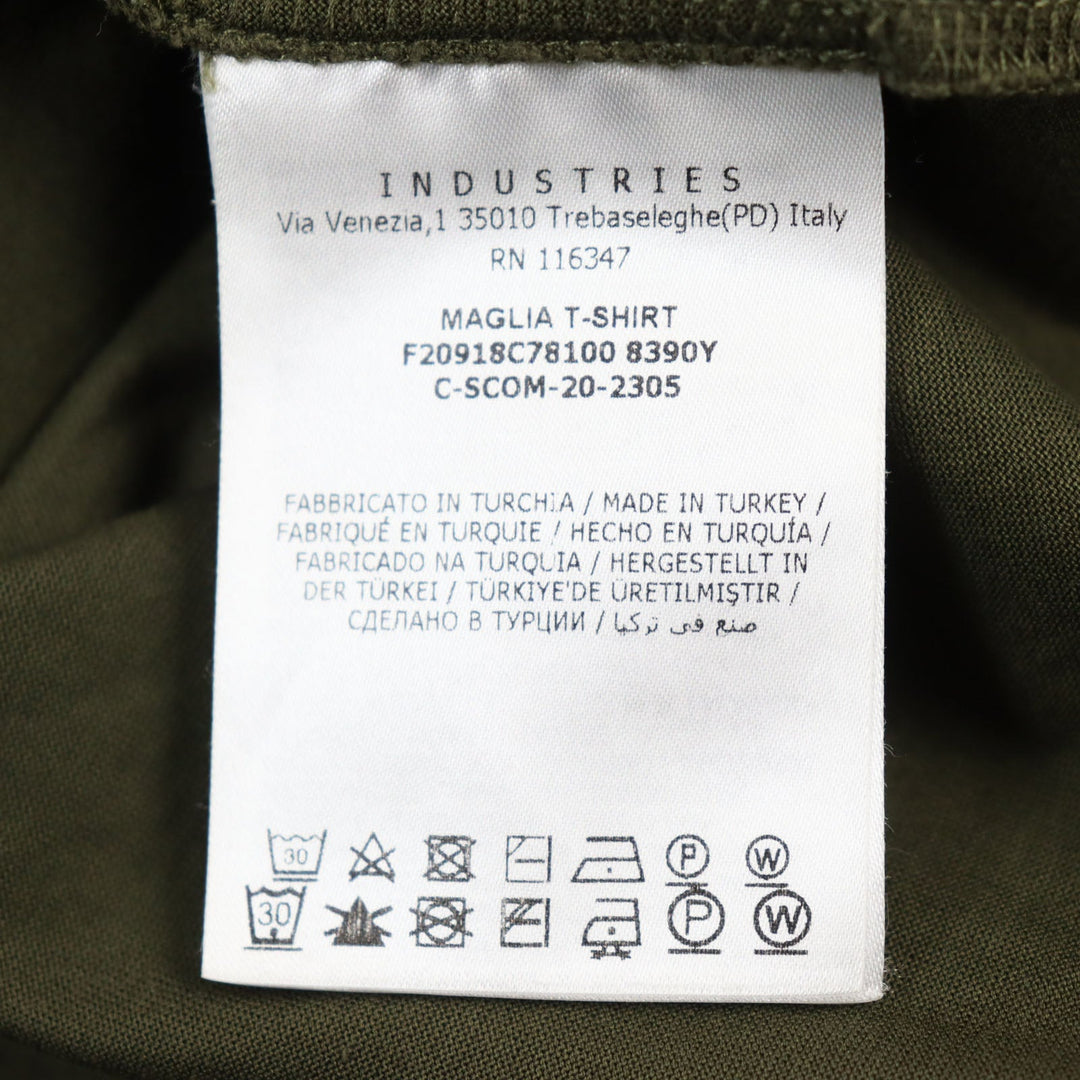 INDUSTRIES
Via Venezia,1 35010 Trebaseleghe(PD) Italy
RN 116347
MAGLIA T-SHIRT
F20918C78100 8390Y
C-SCOM-20-2305
FABBRICATO IN TURCHIA / MADE IN TURKEY /
FABRIQUÉ EN TURQUIE / HECHO EN TURQUÍA /
FABRICADO NA TURQUIA / HERGESTELLT IN
DER TÜRKEI / TÜRKIYE'DE ÜRETILMIŞTIR /
СДЕЛАНО В ТУРЦИИ / صنع في تركيا
30 P W
30 P W